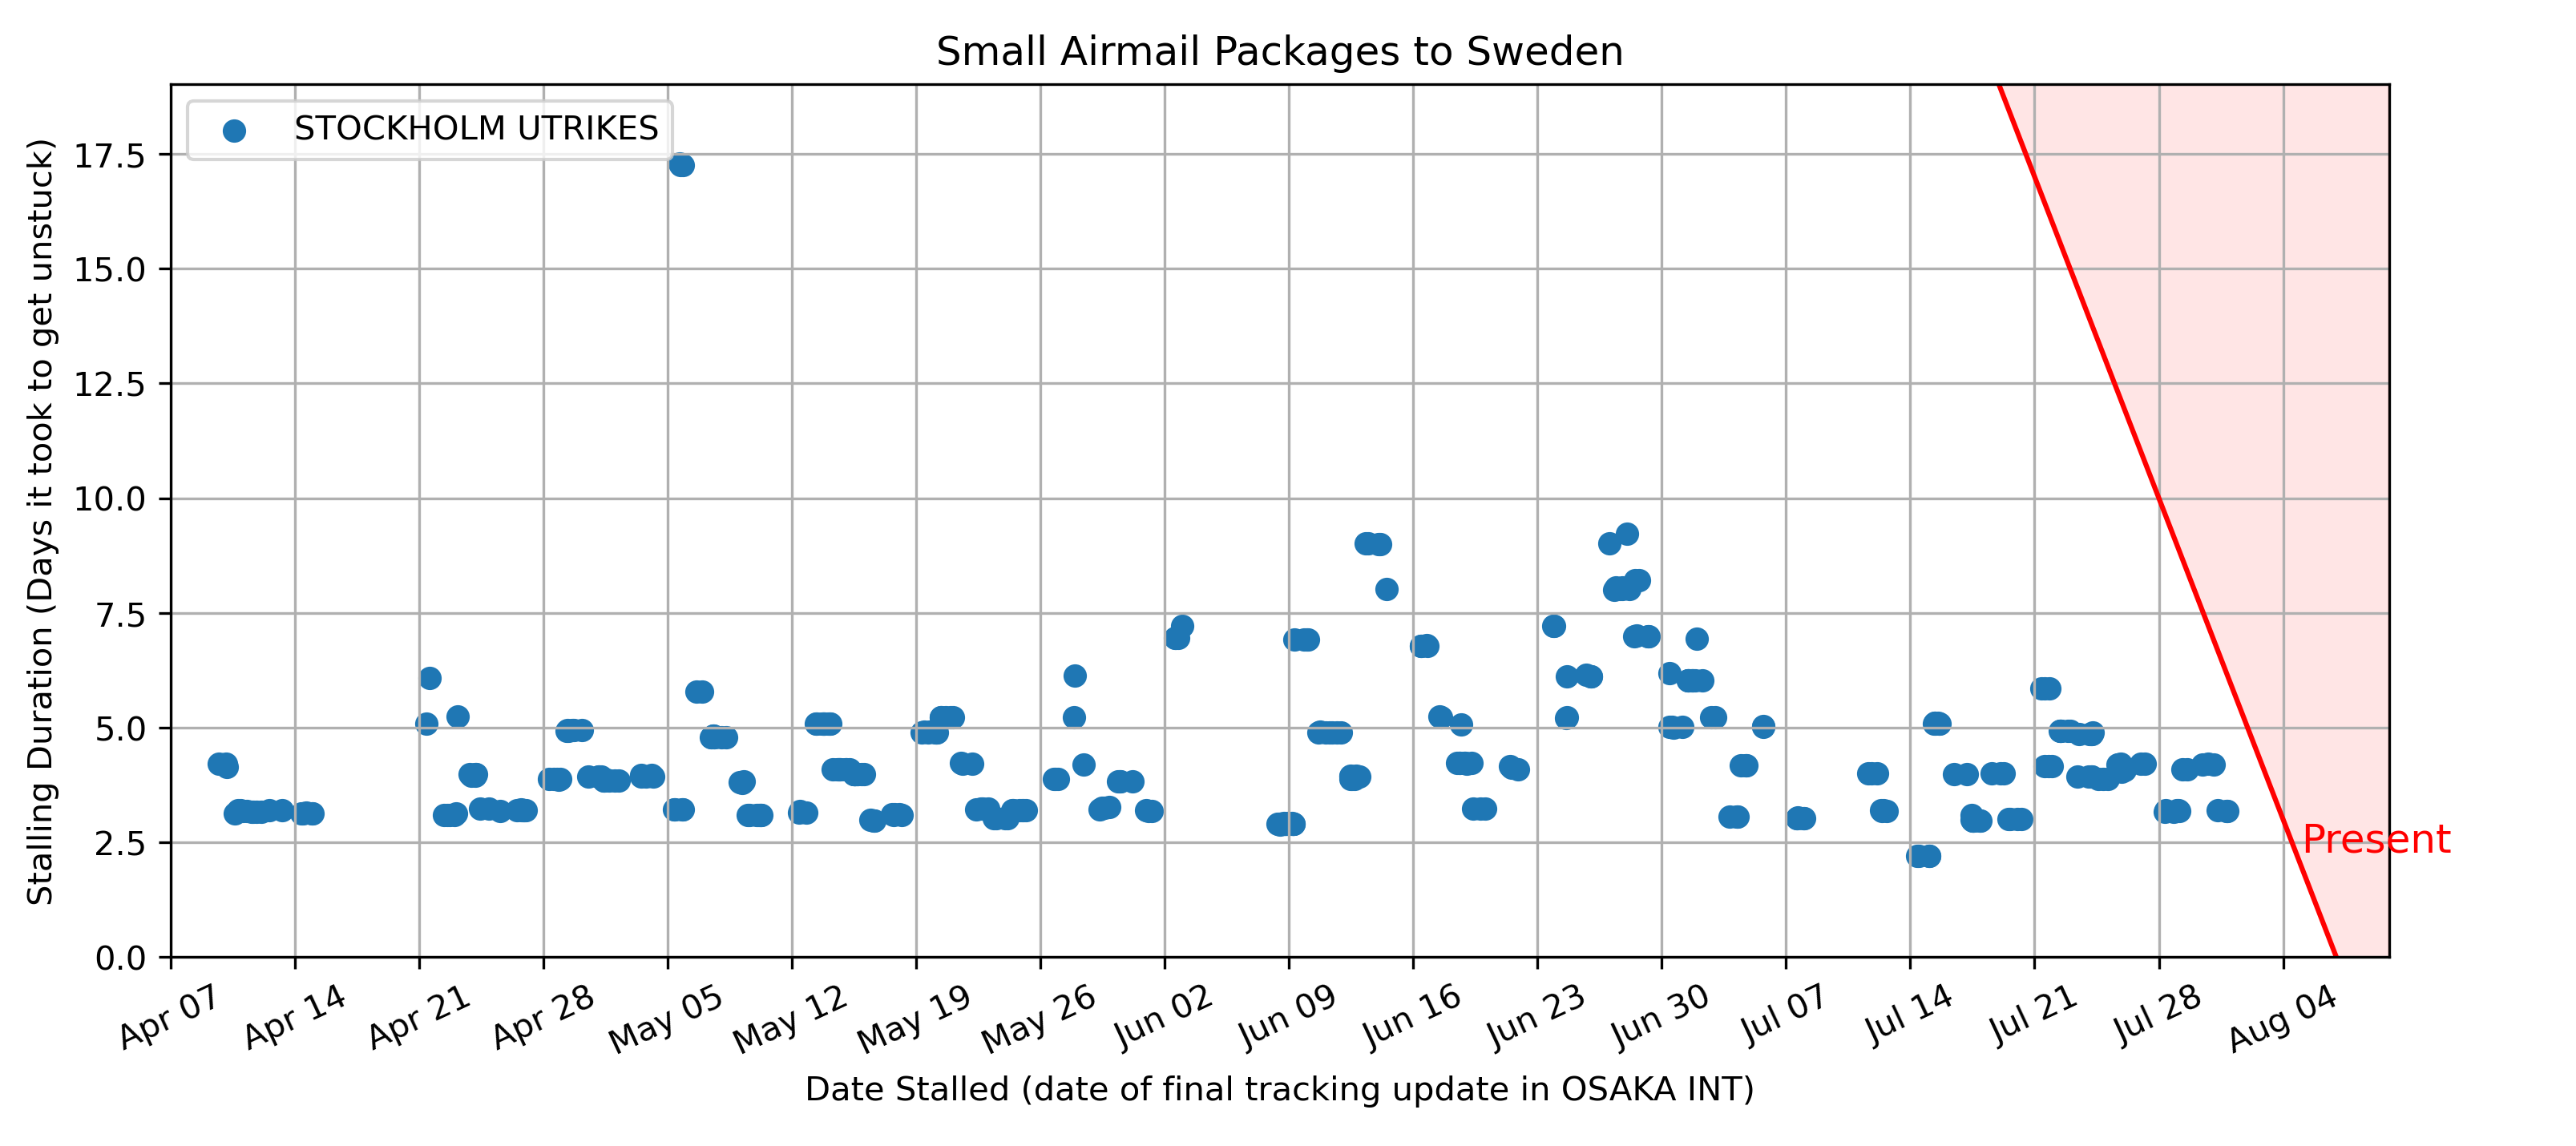 Small Airmail Packages to Sweden
STOCKHOLM UTRIKES
Stalling Duration (Days it took to get unstuck)
17.5
15.0
12.5
10.0
7.5
5.0
2.5
0.0
Present
Apr 07
Apr 14
Apr 21
Apr 28
May 05
May 12
May 19
May 26
Jun 02
Jun 09
Jun 16
Jun 23
Jun 30
Jul 07
Jul 14
Jul 21
Jul 28
Aug 04
Date Stalled (date of final tracking update in OSAKA INT)